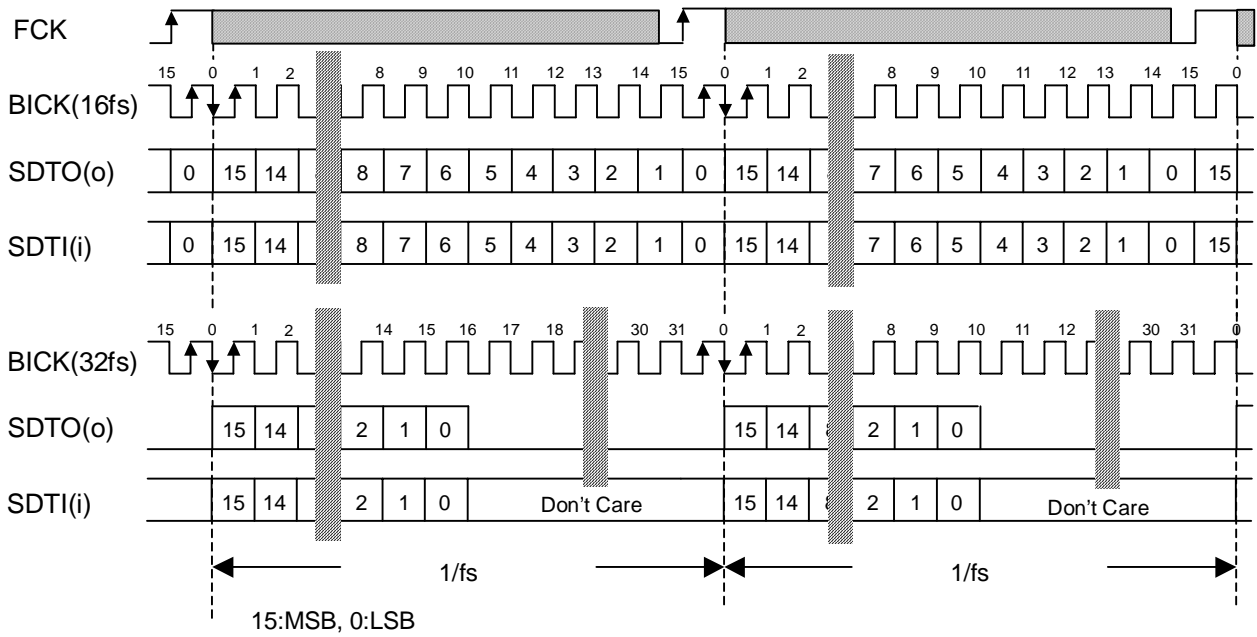 FCK
15 0 1 2 8 9 10 11 12 13 14 15 0 1 2 8 9 10 11 12 13 14 15 0
BICK(16fs)
SDTO(o) 0 15 14 8 7 6 5 4 3 2 1 0 15 14 7 6 5 4 3 2 1 0 15
SDTI(i) 0 15 14 8 7 6 5 4 3 2 1 0 15 14 7 6 5 4 3 2 1 0 15
15 0 1 2 14 15 16 17 18 30 31 0 1 2 8 9 10 11 12 30 31 0
BICK(32fs)
SDTO(o) 15 14 2 1 0 15 14 2 1 0
SDTI(i) 15 14 2 1 0 Don't Care 15 14 2 1 0 Don't Care
1/fs 1/fs
15:MSB, 0:LSB